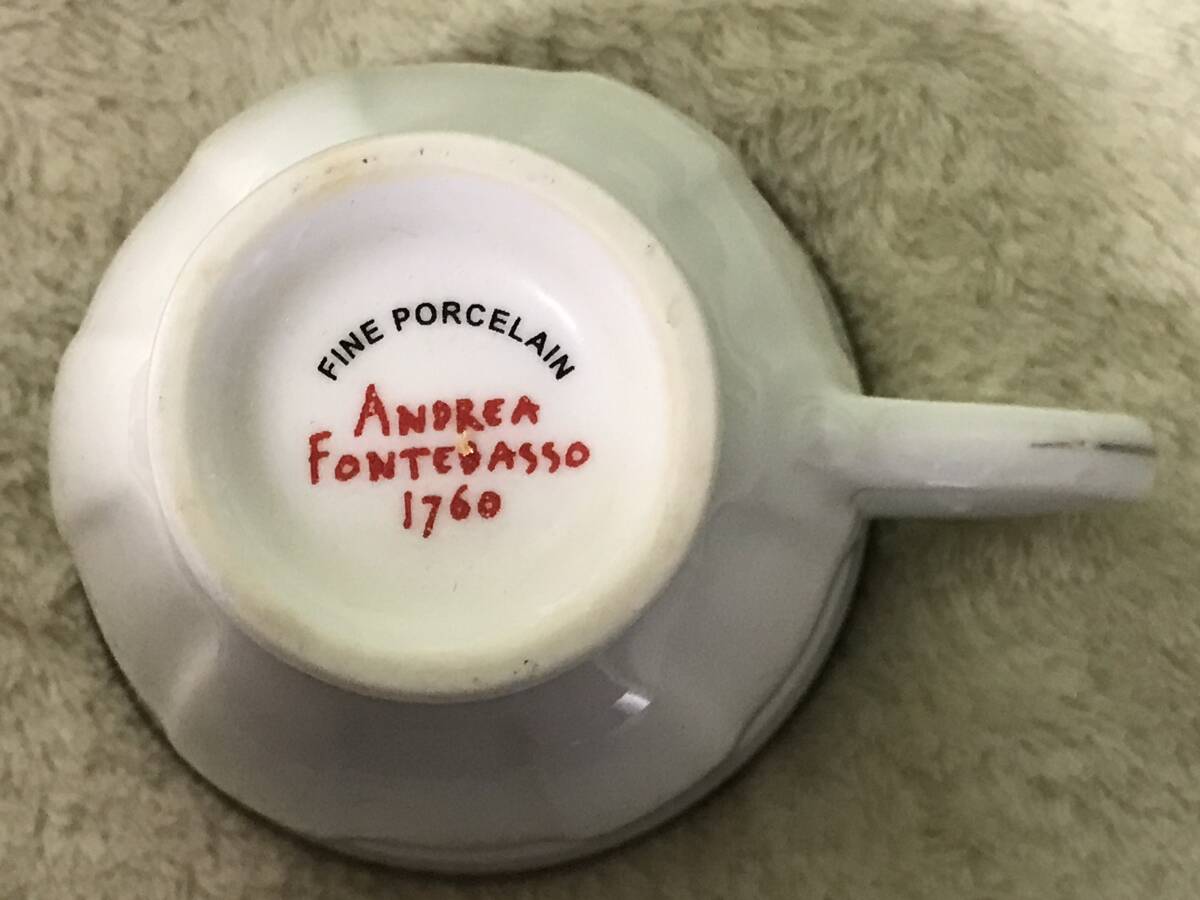 FINE PORCELAIN
ANDREA
FONTEBASSO
1760